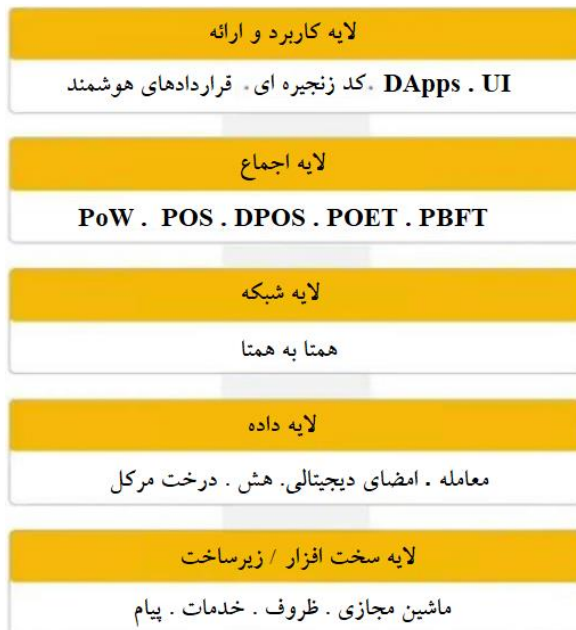 لایه کاربرد و ارائه
DApps . UI .کد زنجیره ای. قراردادهای هوشمند
لایه اجماع
PoW . POS . DPOS . POET . PBFT
لایه شبکه
همتا به همتا
لایه داده
معامله . امضای دیجیتالی. هش . درخت مرکل
لایه سخت افزار / زیرساخت
ماشین مجازی . ظروف . خدمات . پیام